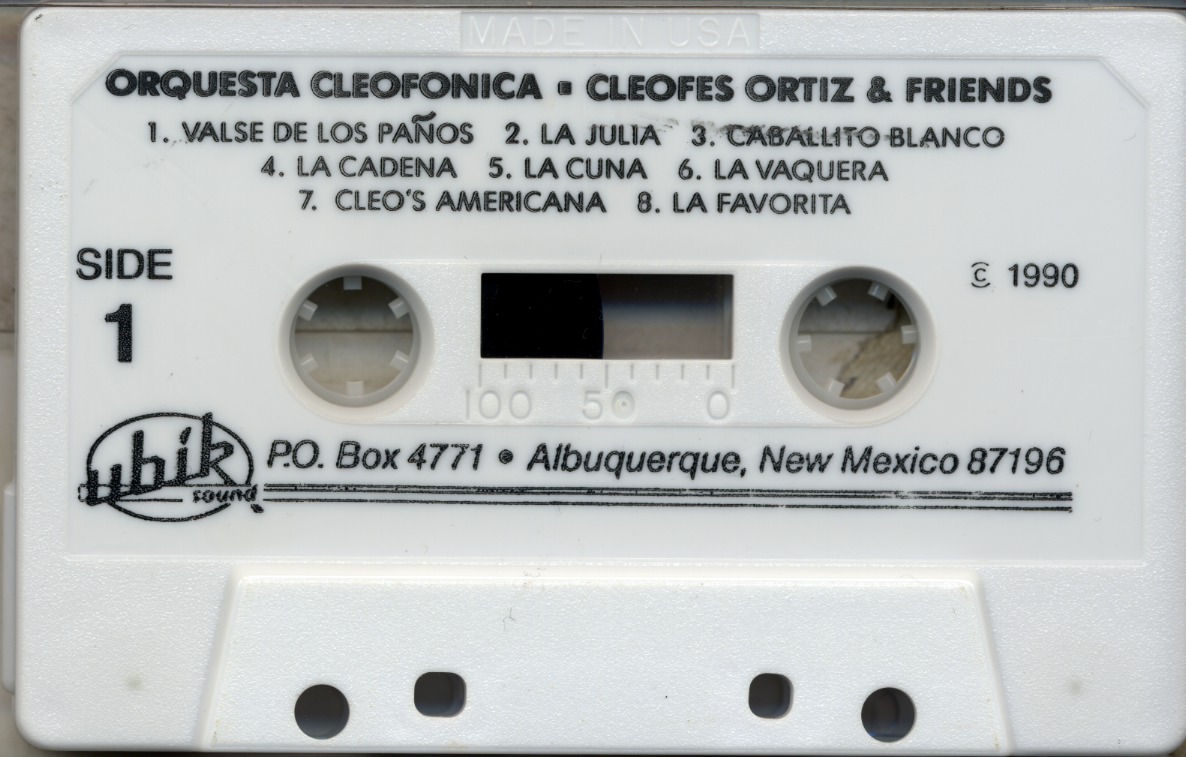 MADE IN USA
ORQUESTA CLEOFONICA ▪ CLEOFES ORTIZ & FRIENDS
1. VALSE DE LOS PAÑOS 2. LA JULIA 3. CABALLITO BLANCO
4. LA CADENA 5. LA CUNA 6. LA VAQUERA
7. CLEO'S AMERICANA 8. LA FAVORITA
SIDE
1
© 1990
100 50 0
ubik
sound
P.O. Box 4771 • Albuquerque, New Mexico 87196